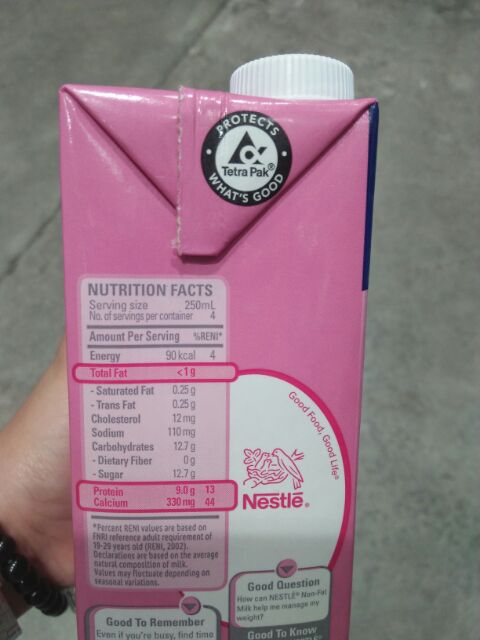 PROTECTS
Tetra Pak®
WHAT'S GOOD
NUTRITION FACTS
Serving size 250mL
No. of servings per container 4
Amount Per Serving %RENI*
Energy 90 kcal 4
Total Fat <1 g
- Saturated Fat 0.25 g
- Trans Fat 0.25 g
Cholesterol 12 mg
Sodium 110 mg
Carbohydrates 12.7 g
- Dietary Fiber 0 g
- Sugar 12.7 g
Protein 9.0 g 13
Calcium 330 mg 44
*Percent RENI values are based on
FNRI reference adult requirement of
19-29 years old (RENI, 2002).
Declarations are based on the average
natural composition of milk.
Values may fluctuate depending on
seasonal variations.
Good Food, Good Life®
Nestlé®
Good Question
How can NESTLÉ® Non-Fat
Milk help me manage my
weight?
Good To Know
Good To Remember
Even if you're busy, find time